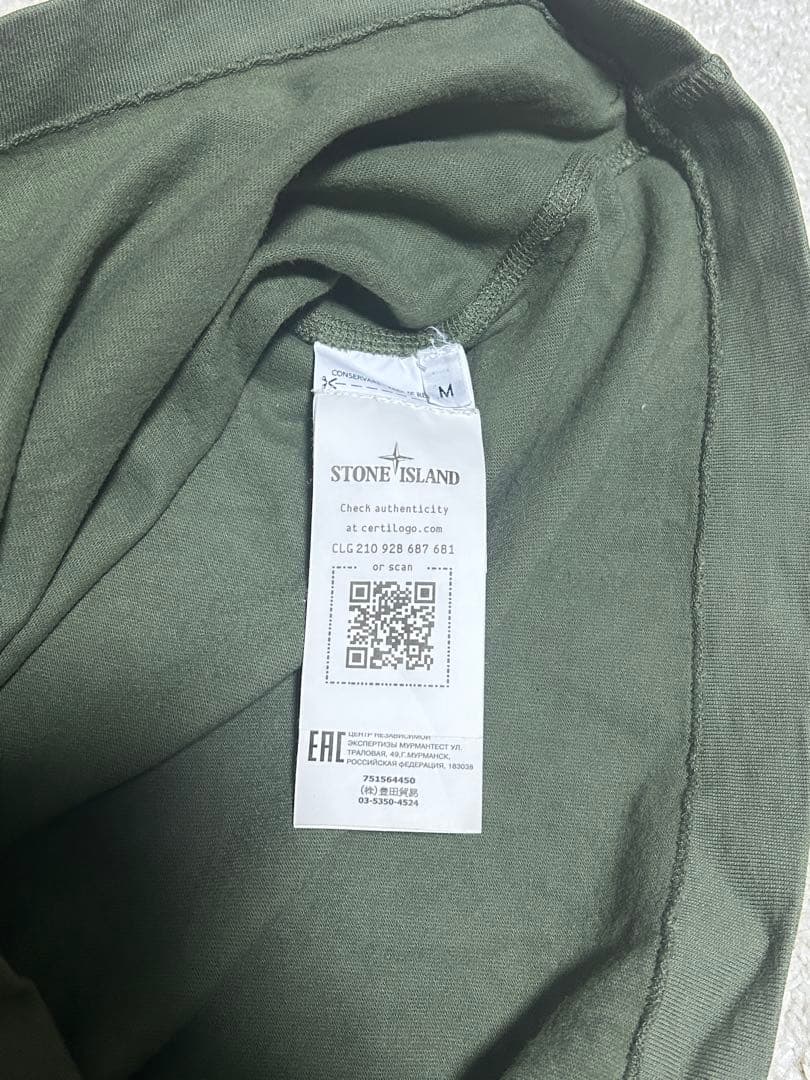 CONSERVARE
M
STONE ISLAND
Check authenticity
at certilogo.com
CLG 210 928 687 681
or scan
EAC
ЦЕНТР НЕЗАВИСИМОЙ
ЭКСПЕРТИЗЫ МУРМАНТЕСТ УЛ.
ТРАЛОВАЯ, 49,Г.МУРМАНСК,
РОССИЙСКАЯ ФЕДЕРАЦИЯ, 183038
751564450
(株)豊田貿易
03-5350-4524